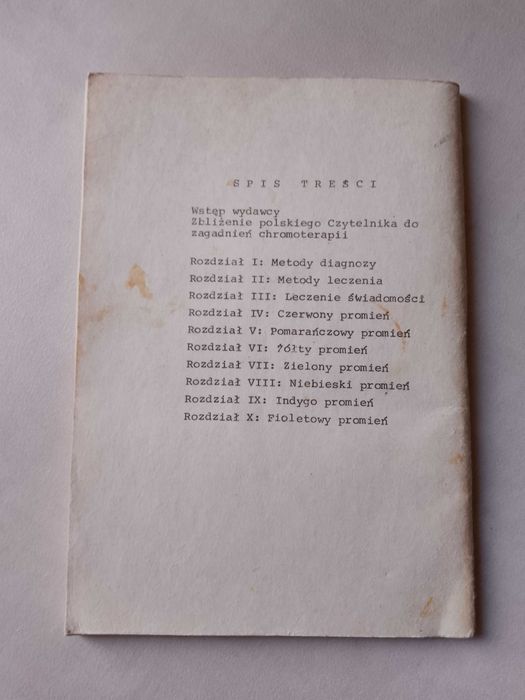 SPIS TREŚCI
Wstęp wydawcy
Zbliżenie polskiego Czytelnika do
zagadnień chromoterapii
Rozdział I: Metody diagnozy
Rozdział II: Metody leczenia
Rozdział III: Leczenie świadomości
Rozdział IV: Czerwony promień
Rozdział V: Pomarańczowy promień
Rozdział VI: Żółty promień
Rozdział VII: Zielony promień
Rozdział VIII: Niebieski promień
Rozdział IX: Indygo promień
Rozdział X: Fioletowy promień